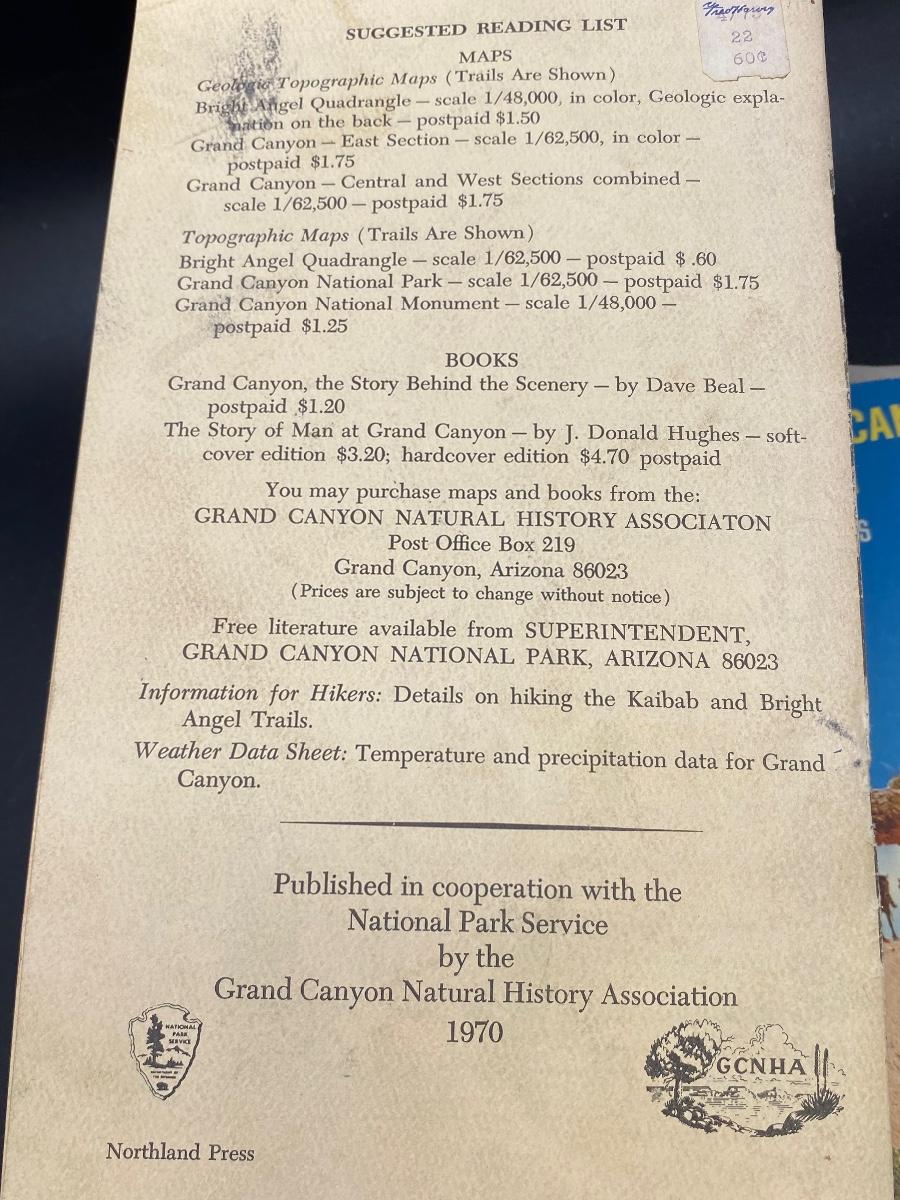 SUGGESTED READING LIST
22
60¢
MAPS
Geologic Topographic Maps (Trails Are Shown)
Bright Angel Quadrangle — scale 1/48,000, in color, Geologic expla-
nation on the back — postpaid $1.50
Grand Canyon — East Section — scale 1/62,500, in color —
postpaid $1.75
Grand Canyon — Central and West Sections combined —
scale 1/62,500 — postpaid $1.75
Topographic Maps (Trails Are Shown)
Bright Angel Quadrangle — scale 1/62,500 — postpaid $ .60
Grand Canyon National Park — scale 1/62,500 — postpaid $1.75
Grand Canyon National Monument — scale 1/48,000 —
postpaid $1.25
BOOKS
Grand Canyon, the Story Behind the Scenery — by Dave Beal —
postpaid $1.20
The Story of Man at Grand Canyon — by J. Donald Hughes — soft-
cover edition $3.20; hardcover edition $4.70 postpaid
You may purchase maps and books from the:
GRAND CANYON NATURAL HISTORY ASSOCIATON
Post Office Box 219
Grand Canyon, Arizona 86023
(Prices are subject to change without notice)
Free literature available from SUPERINTENDENT,
GRAND CANYON NATIONAL PARK, ARIZONA 86023
Information for Hikers: Details on hiking the Kaibab and Bright
Angel Trails.
Weather Data Sheet: Temperature and precipitation data for Grand
Canyon.
Published in cooperation with the
National Park Service
by the
Grand Canyon Natural History Association
1970
NATIONAL
PARK
SERVICE
GCNHA
Northland Press
CAN
S